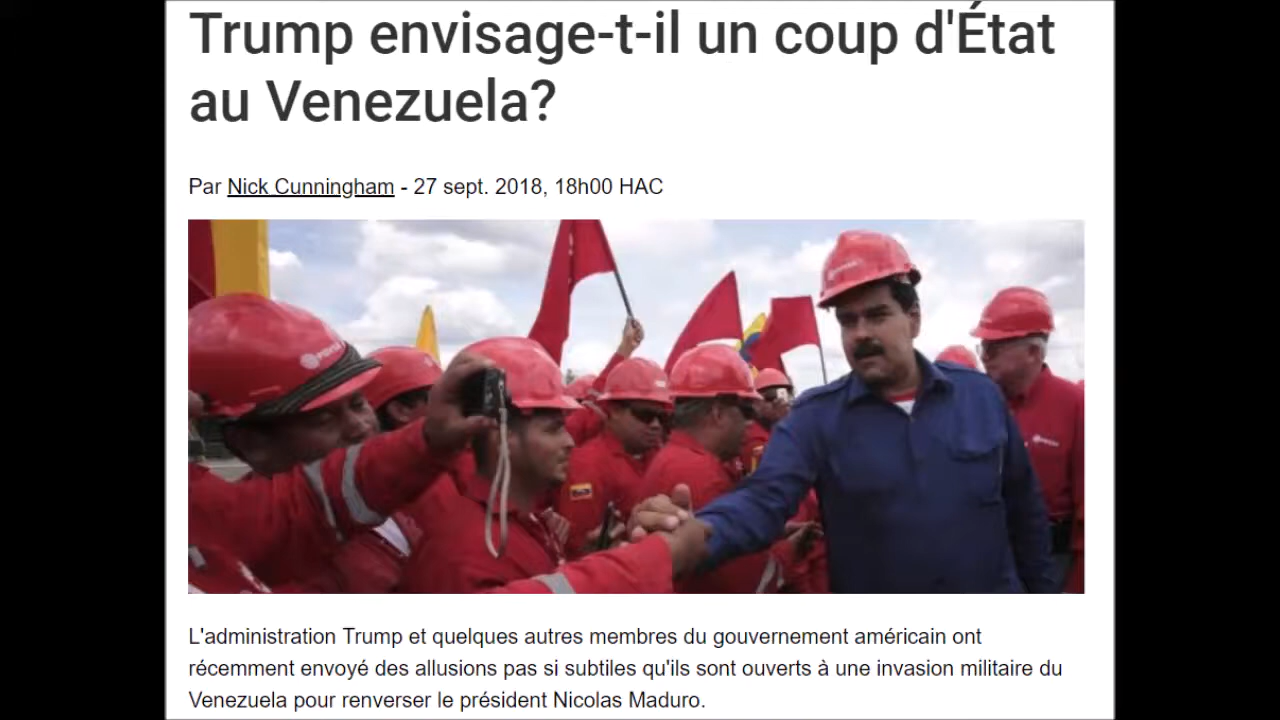 Trump envisage-t-il un coup d'État
au Venezuela?
Par Nick Cunningham - 27 sept. 2018, 18h00 HAC
L'administration Trump et quelques autres membres du gouvernement américain ont
récemment envoyé des allusions pas si subtiles qu'ils sont ouverts à une invasion militaire du
Venezuela pour renverser le président Nicolas Maduro.